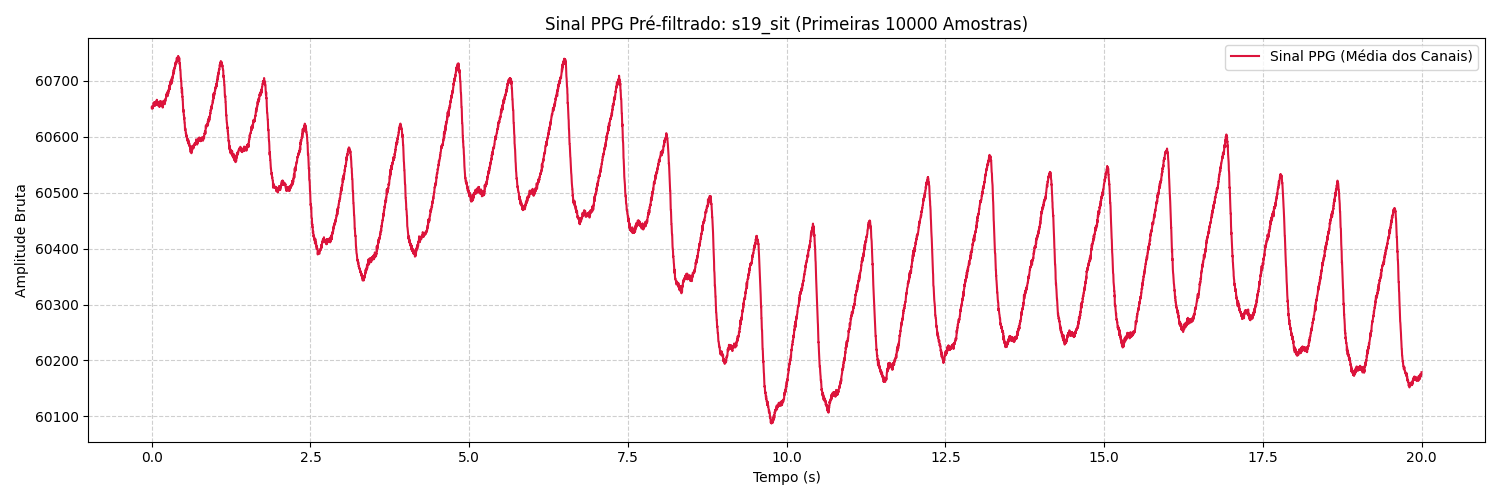 Sinal PPG Pré-filtrado: s19_sit (Primeiras 10000 Amostras)
Sinal PPG (Média dos Canais)
Amplitude Bruta
60700
60600
60500
60400
60300
60200
60100
0.0 2.5 5.0 7.5 10.0 12.5 15.0 17.5 20.0
Tempo (s)